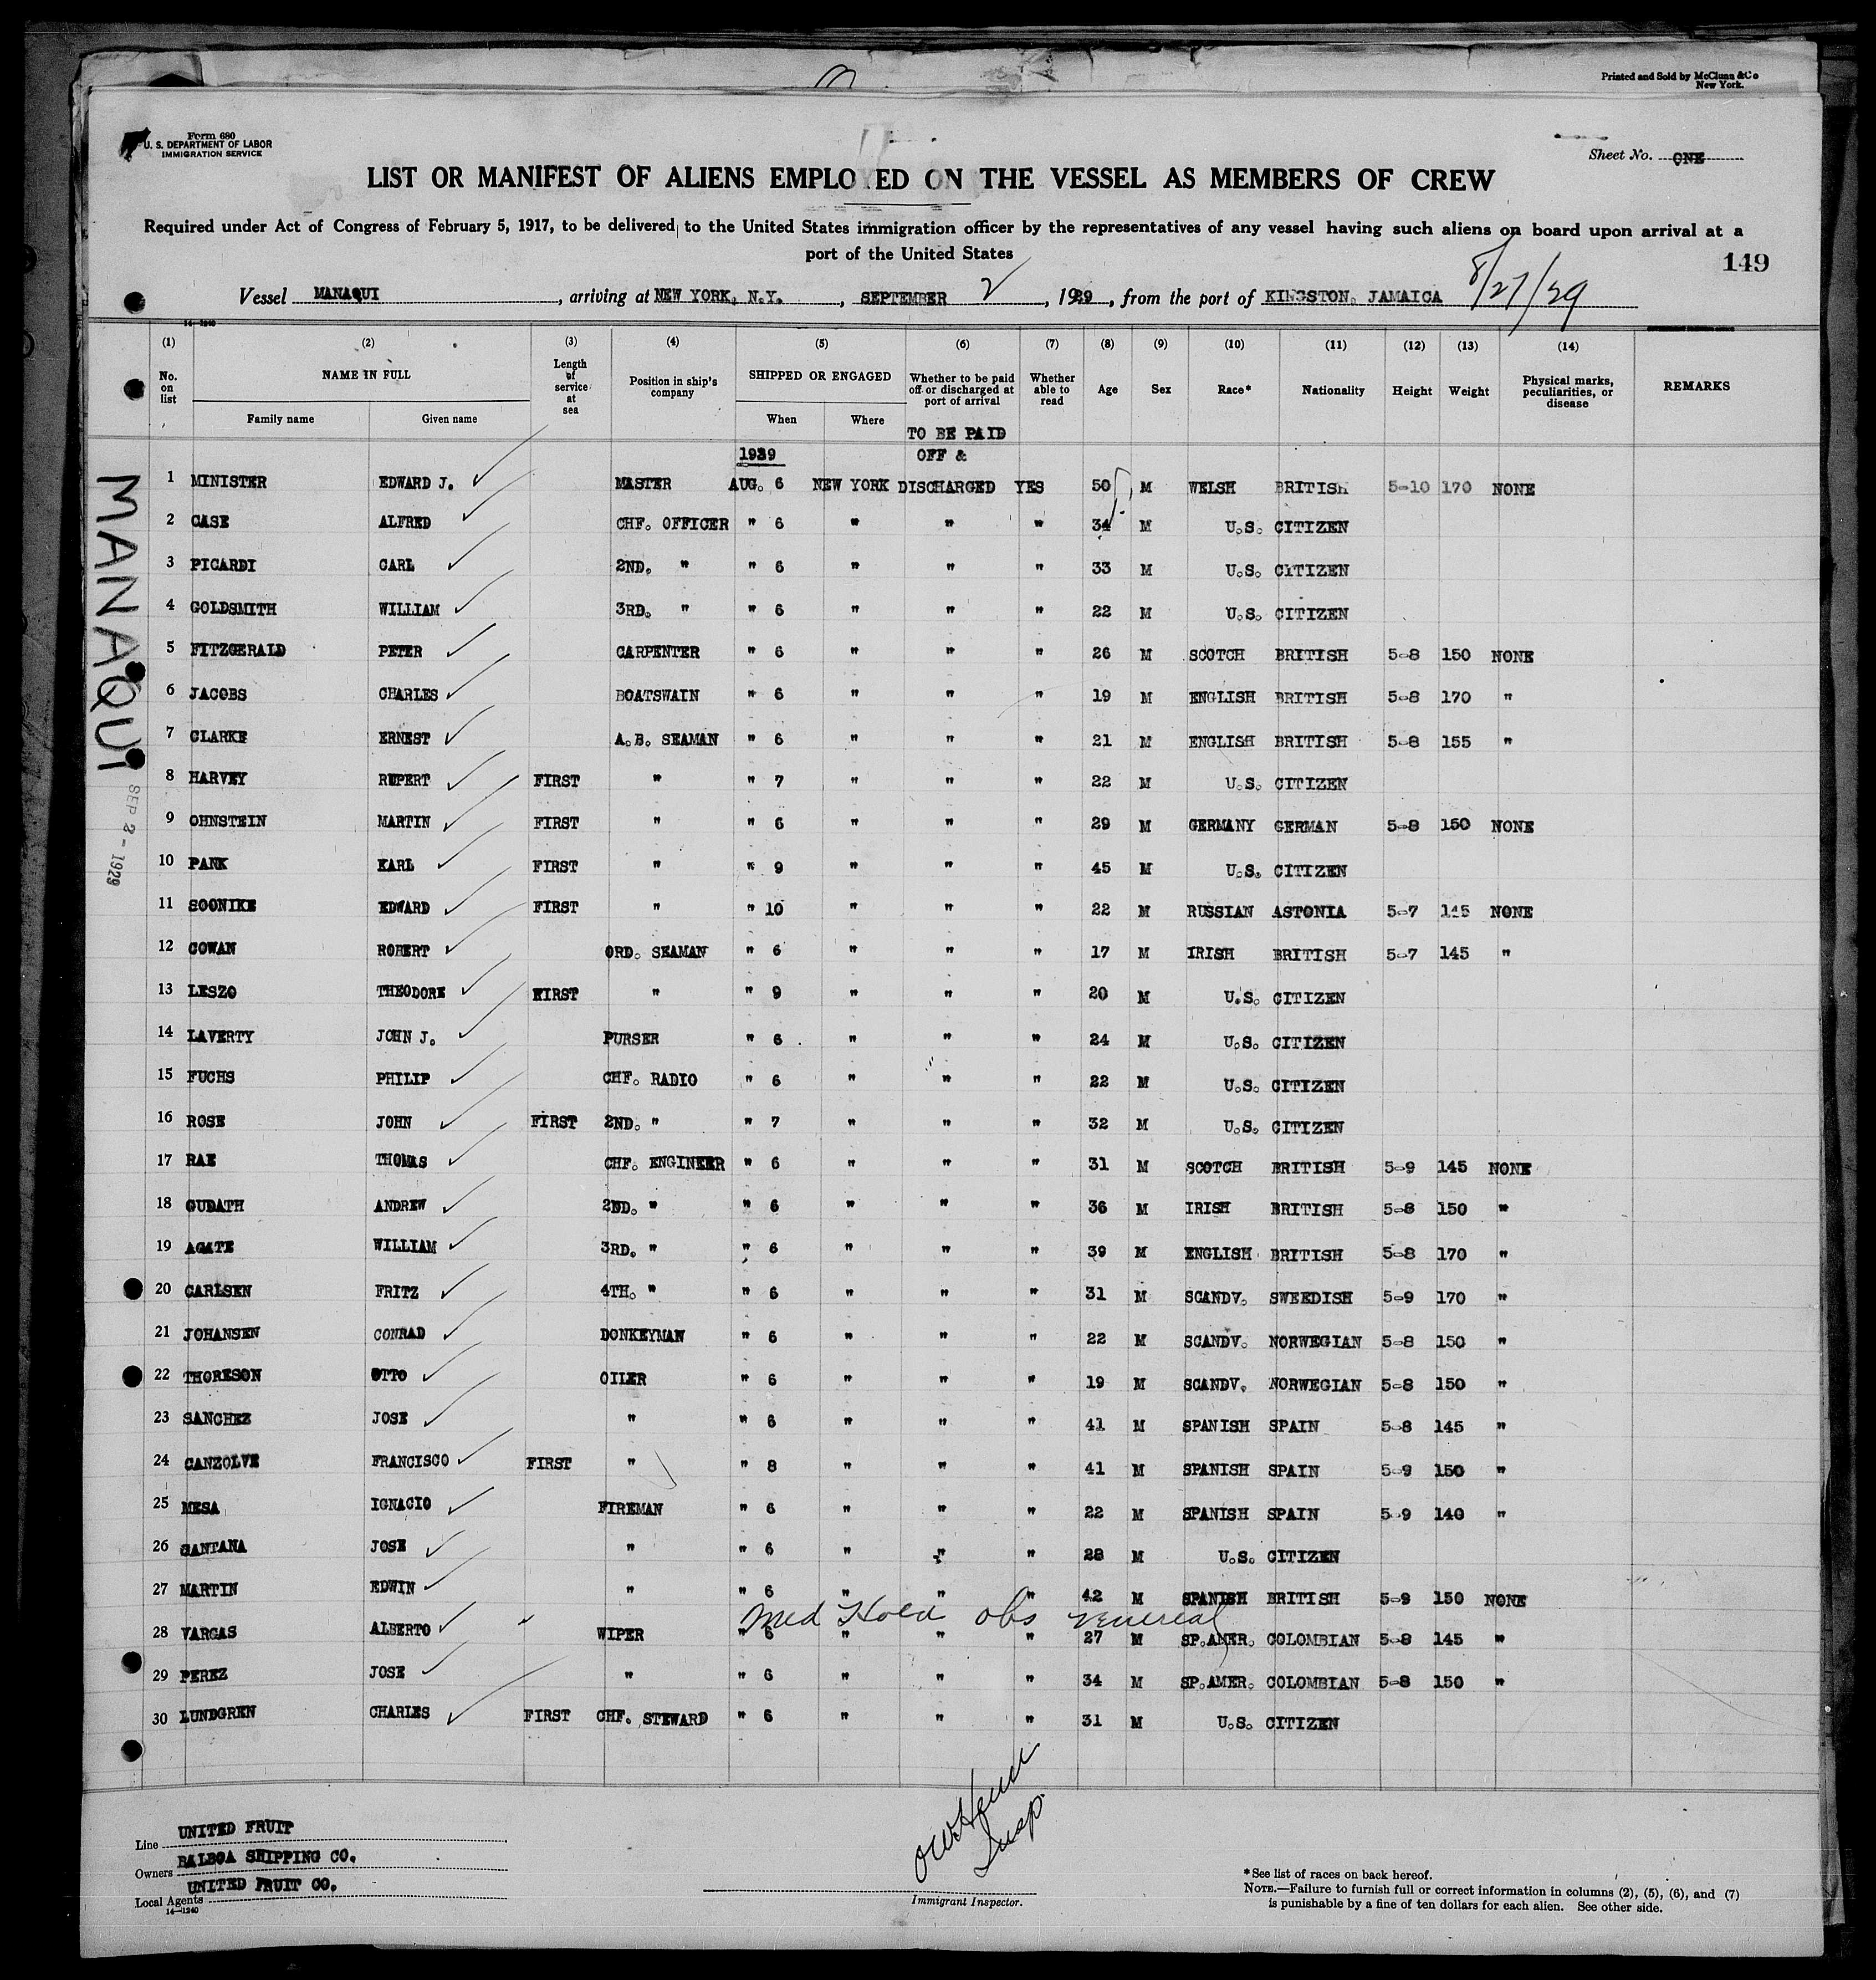 Printed and Sold by McClunn & Co
New York.
Form 680
U. S. DEPARTMENT OF LABOR
IMMIGRATION SERVICE
Sheet No. ONE
LIST OR MANIFEST OF ALIENS EMPLOYED ON THE VESSEL AS MEMBERS OF CREW
Required under Act of Congress of February 5, 1917, to be delivered to the United States immigration officer by the representatives of any vessel having such aliens on board upon arrival at a
port of the United States
149
Vessel MANAQUI, arriving at NEW YORK, N.Y., SEPTEMBER 2, 1929, from the port of KINGSTON, JAMAICA 8/27/29
14-1240
(1) (2) (3) (4) (5) (6) (7) (8) (9) (10) (11) (12) (13) (14)
No. on list NAME IN FULL Length of service at sea Position in ship's company SHIPPED OR ENGAGED Whether to be paid off or discharged at port of arrival Whether able to read Age Sex Race* Nationality Height Weight Physical marks, peculiarities, or disease REMARKS
Family name Given name When Where
TO BE PAID
1929 OFF &
1 MINISTER EDWARD J. MASTER AUG. 6 NEW YORK DISCHARGED YES 50 M WELSH BRITISH 5-10 170 NONE
2 CASE ALFRED CHF. OFFICER " 6 " " " 34 M U.S. CITIZEN
3 PICARDI CARL 2ND. " " 6 " " " 33 M U.S. CITIZEN
4 GOLDSMITH WILLIAM 3RD. " " 6 " " " 22 M U.S. CITIZEN
5 FITZGERALD PETER CARPENTER " 6 " " " 26 M SCOTCH BRITISH 5-8 150 NONE
6 JACOBS CHARLES BOATSWAIN " 6 " " " 19 M ENGLISH BRITISH 5-8 170 "
7 CLARKE ERNEST A.B. SEAMAN " 6 " " " 21 M ENGLISH BRITISH 5-8 155 "
8 HARVEY RUPERT FIRST " " 7 " " " 22 M U.S. CITIZEN
9 OHNSTEIN MARTIN FIRST " " 6 " " " 29 M GERMANY GERMAN 5-8 150 NONE
10 PANK KARL FIRST " " 9 " " " 45 M U.S. CITIZEN
11 SOONIKE EDWARD FIRST " " 10 " " " 22 M RUSSIAN ASTONIA 5-7 145 NONE
12 COWAN ROBERT ORD. SEAMAN " 6 " " " 17 M IRISH BRITISH 5-7 145 "
13 LESZO THEODORE FIRST " " 9 " " " 20 M U.S. CITIZEN
14 LAVERTY JOHN J. PURSER " 6 " " " 24 M U.S. CITIZEN
15 FUCHS PHILIP CHF. RADIO " 6 " " " 22 M U.S. CITIZEN
16 ROSE JOHN FIRST 2ND. " " 7 " " " 32 M U.S. CITIZEN
17 RAE THOMAS CHF. ENGINEER " 6 " " " 31 M SCOTCH BRITISH 5-9 145 NONE
18 GUDATH ANDREW 2ND. " " 6 " " " 36 M IRISH BRITISH 5-8 150 "
19 AGATE WILLIAM 3RD. " " 6 " " " 39 M ENGLISH BRITISH 5-8 170 "
20 CARLSEN FRITZ 4TH. " " 6 " " " 31 M SCANDV. SWEEDISH 5-9 170 "
21 JOHANSEN CONRAD DONKEYMAN " 6 " " " 22 M SCANDV. NORWEGIAN 5-8 150 "
22 THORESON OTTO OILER " 6 " " " 19 M SCANDV. NORWEGIAN 5-8 150 "
23 SANCHEZ JOSE " " 6 " " " 41 M SPANISH SPAIN 5-8 145 "
24 CANZOLVE FRANCISCO FIRST " " 8 " " " 41 M SPANISH SPAIN 5-9 150 "
25 MESA IGNACIO FIREMAN " 6 " " " 22 M SPANISH SPAIN 5-9 140 "
26 SANTANA JOSE " " 6 " " " 28 M U.S. CITIZEN
27 MARTIN EDWIN " " 6 " " " 42 M SPANISH BRITISH 5-9 150 NONE
Med Held obs venereal
28 VARGAS ALBERTO WIPER " 6 " " " 27 M SP.AMER. COLOMBIAN 5-8 145 "
29 PEREZ JOSE " " 6 " " " 34 M SP.AMER. COLOMBIAN 5-8 150 "
30 LUNDGREN CHARLES FIRST CHF. STEWARD " 6 " " " 31 M U.S. CITIZEN
MANAQUI
SEP 2 - 1929
Line UNITED FRUIT
Owners BALBOA SHIPPING CO.
Local Agents UNITED FRUIT CO.
14-1240
Insp.
Immigrant Inspector.
*See list of races on back hereof.
NOTE.—Failure to furnish full or correct information in columns (2), (5), (6), and (7)
is punishable by a fine of ten dollars for each alien. See other side.